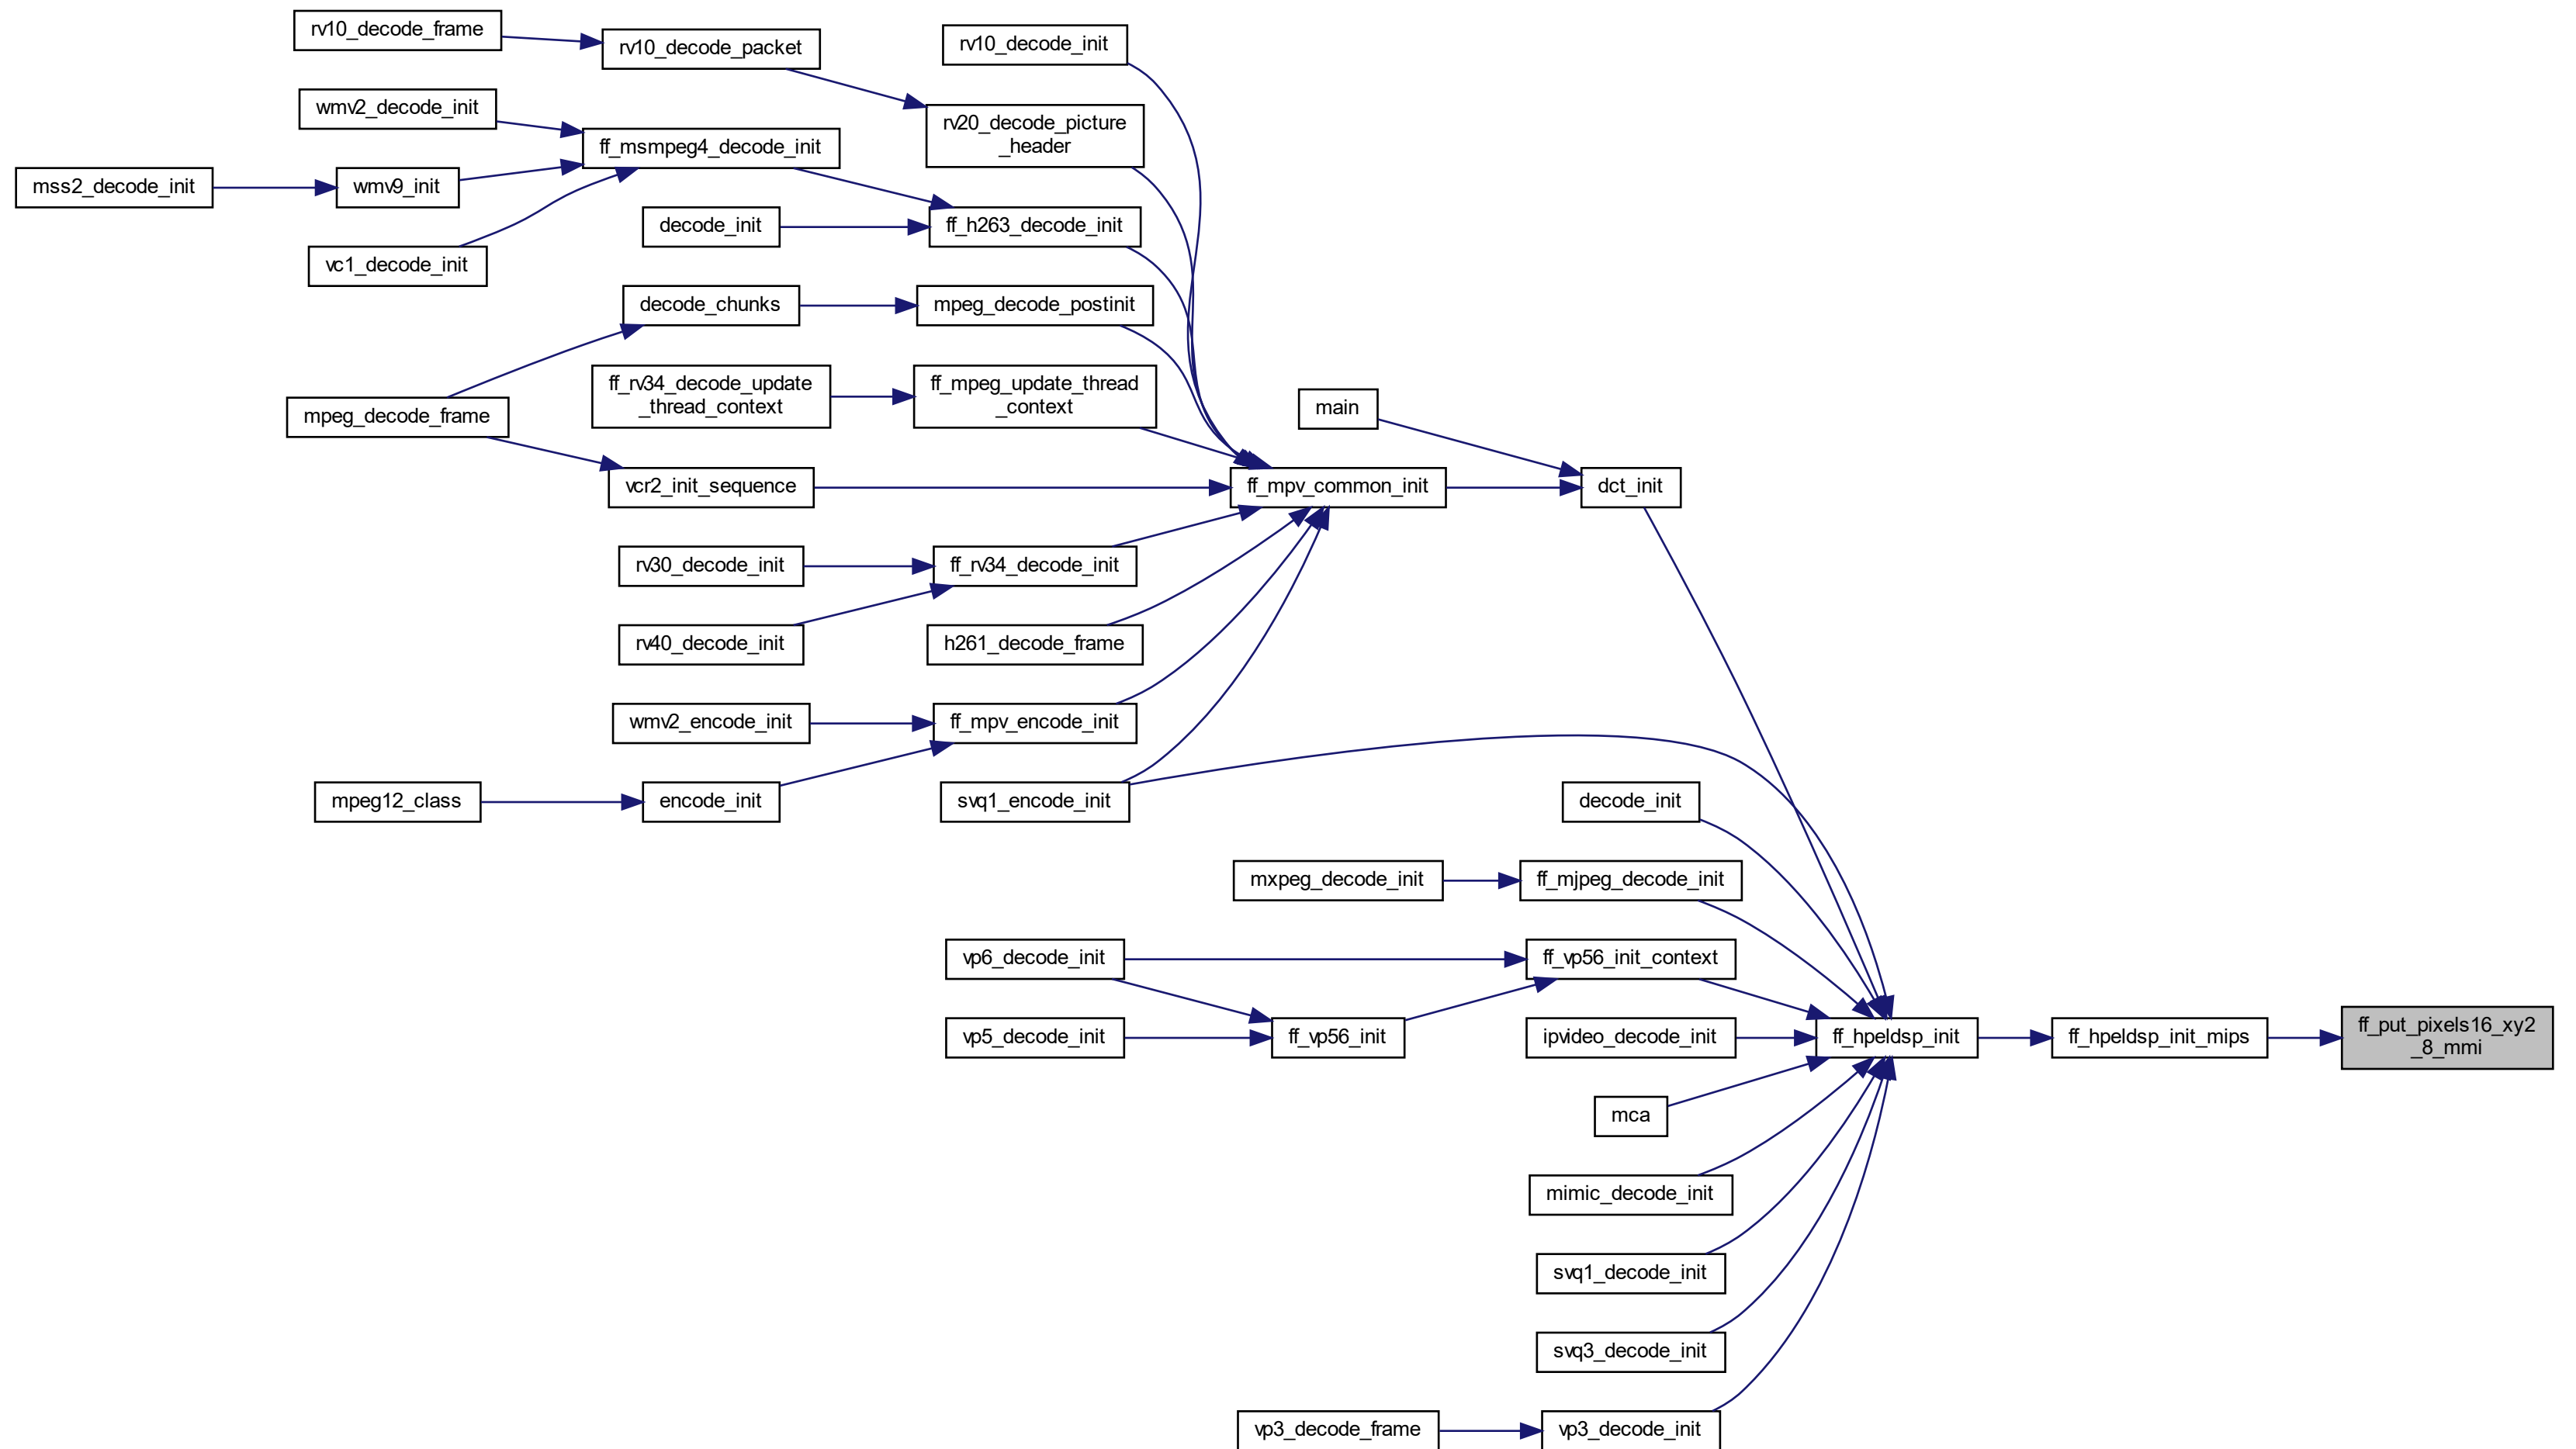 rv10_decode_frame
rv10_decode_packet
rv10_decode_init
wmv2_decode_init
rv20_decode_picture
_header
ff_msmpeg4_decode_init
mss2_decode_init
wmv9_init
decode_init
ff_h263_decode_init
vc1_decode_init
decode_chunks
mpeg_decode_postinit
ff_rv34_decode_update
_thread_context
ff_mpeg_update_thread
_context
main
mpeg_decode_frame
vcr2_init_sequence
ff_mpv_common_init
dct_init
rv30_decode_init
ff_rv34_decode_init
rv40_decode_init
h261_decode_frame
wmv2_encode_init
ff_mpv_encode_init
mpeg12_class
encode_init
svq1_encode_init
decode_init
mxpeg_decode_init
ff_mjpeg_decode_init
vp6_decode_init
ff_vp56_init_context
vp5_decode_init
ff_vp56_init
ipvideo_decode_init
ff_hpeldsp_init
ff_hpeldsp_init_mips
ff_put_pixels16_xy2
_8_mmi
mca
mimic_decode_init
svq1_decode_init
svq3_decode_init
vp3_decode_frame
vp3_decode_init